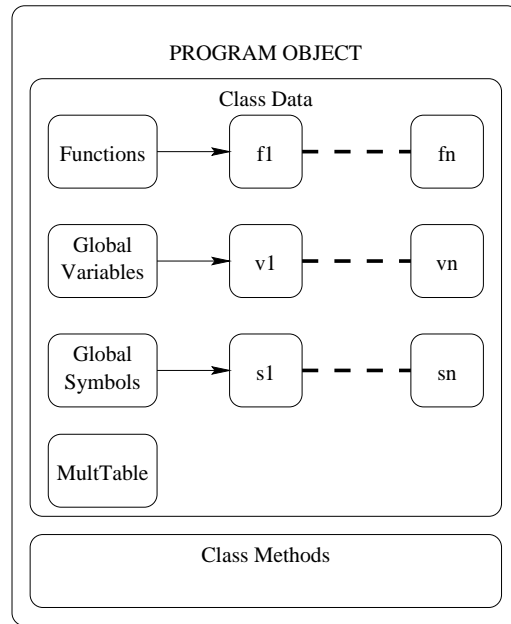 PROGRAM OBJECT
Class Data
Functions
f1
fn
Global
Variables
v1
vn
Global
Symbols
s1
sn
MultTable
Class Methods